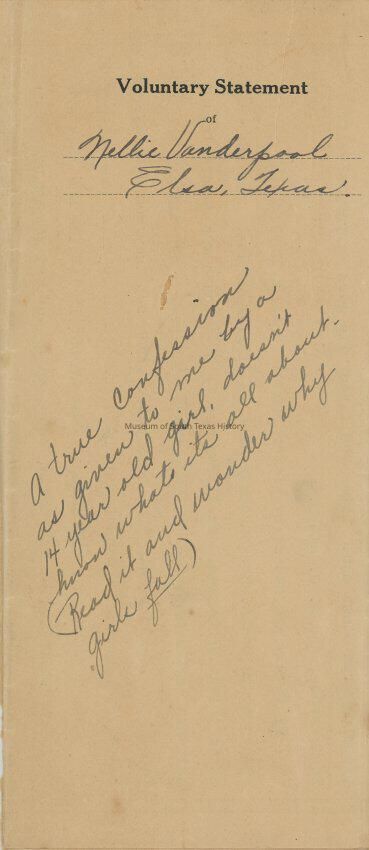 Voluntary Statement
of
Nellie Vanderpool
Elsa, Texas.
A true confession
as given to me by a
14 year old girl, doesn't
know whats its all about.
(Read it and wonder why
girls fall)
Museum of South Texas History